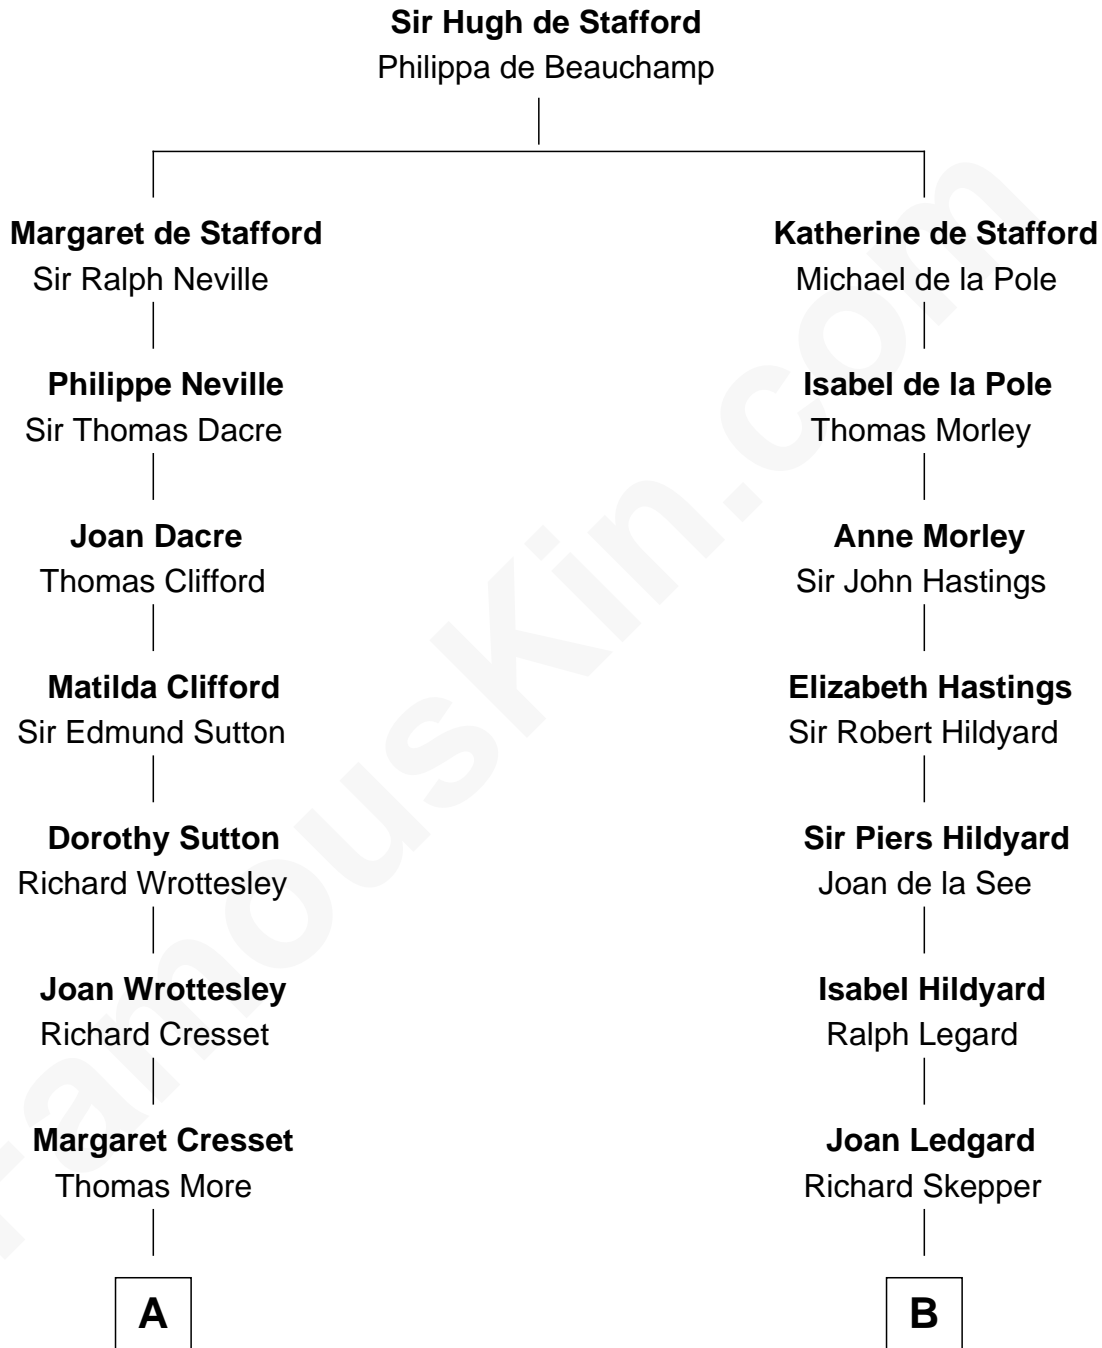 Sir Hugh de Stafford
Philippa de Beauchamp
Margaret de Stafford
Sir Ralph Neville
Katherine de Stafford
Michael de la Pole
Philippe Neville
Sir Thomas Dacre
Isabel de la Pole
Thomas Morley
Joan Dacre
Thomas Clifford
Anne Morley
Sir John Hastings
Matilda Clifford
Sir Edmund Sutton
Elizabeth Hastings
Sir Robert Hildyard
Dorothy Sutton
Richard Wrottesley
Sir Piers Hildyard
Joan de la See
Joan Wrottesley
Richard Cresset
Isabel Hildyard
Ralph Legard
Margaret Cresset
Thomas More
Joan Ledgard
Richard Skepper
A
B
FamousKin.com